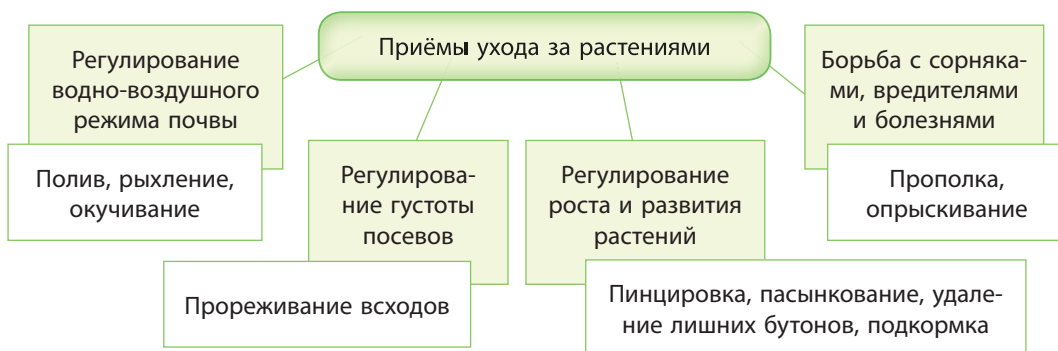 Приёмы ухода за растениями
Регулирование
водно-воздушного
режима почвы
Полив, рыхление,
окучивание
Регулирова-
ние густоты
посевов
Прореживание всходов
Регулирование
роста и развития
растений
Пинцировка, пасынкование, удале-
ние лишних бутонов, подкормка
Борьба с сорняка-
ми, вредителями
и болезнями
Прополка,
опрыскивание